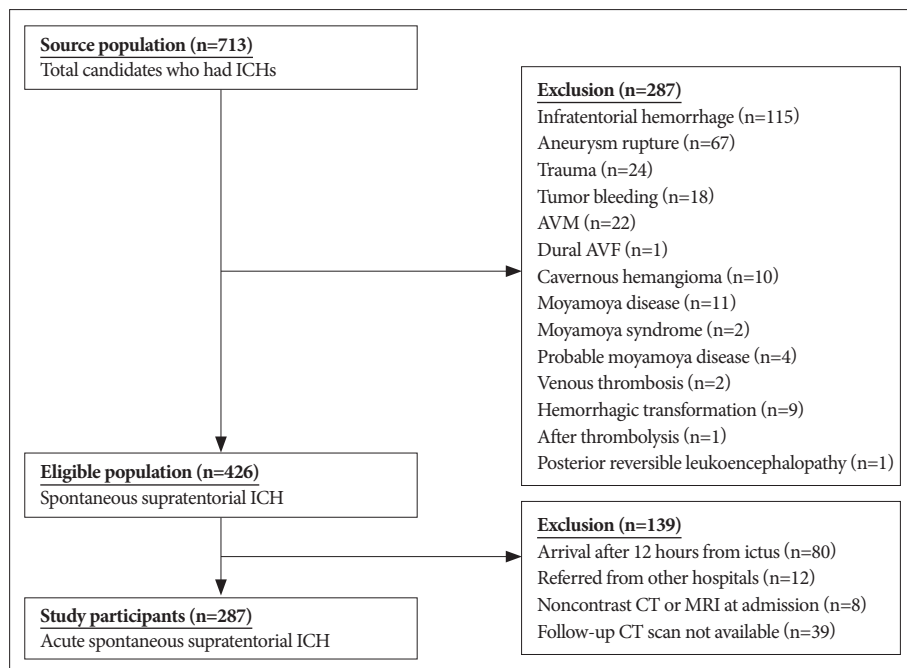 Source population (n=713)
Total candidates who had ICHs
Exclusion (n=287)
Infratentorial hemorrhage (n=115)
Aneurysm rupture (n=67)
Trauma (n=24)
Tumor bleeding (n=18)
AVM (n=22)
Dural AVF (n=1)
Cavernous hemangioma (n=10)
Moyamoya disease (n=11)
Moyamoya syndrome (n=2)
Probable moyamoya disease (n=4)
Venous thrombosis (n=2)
Hemorrhagic transformation (n=9)
After thrombolysis (n=1)
Posterior reversible leukoencephalopathy (n=1)
Eligible population (n=426)
Spontaneous supratentorial ICH
Exclusion (n=139)
Arrival after 12 hours from ictus (n=80)
Referred from other hospitals (n=12)
Noncontrast CT or MRI at admission (n=8)
Follow-up CT scan not available (n=39)
Study participants (n=287)
Acute spontaneous supratentorial ICH